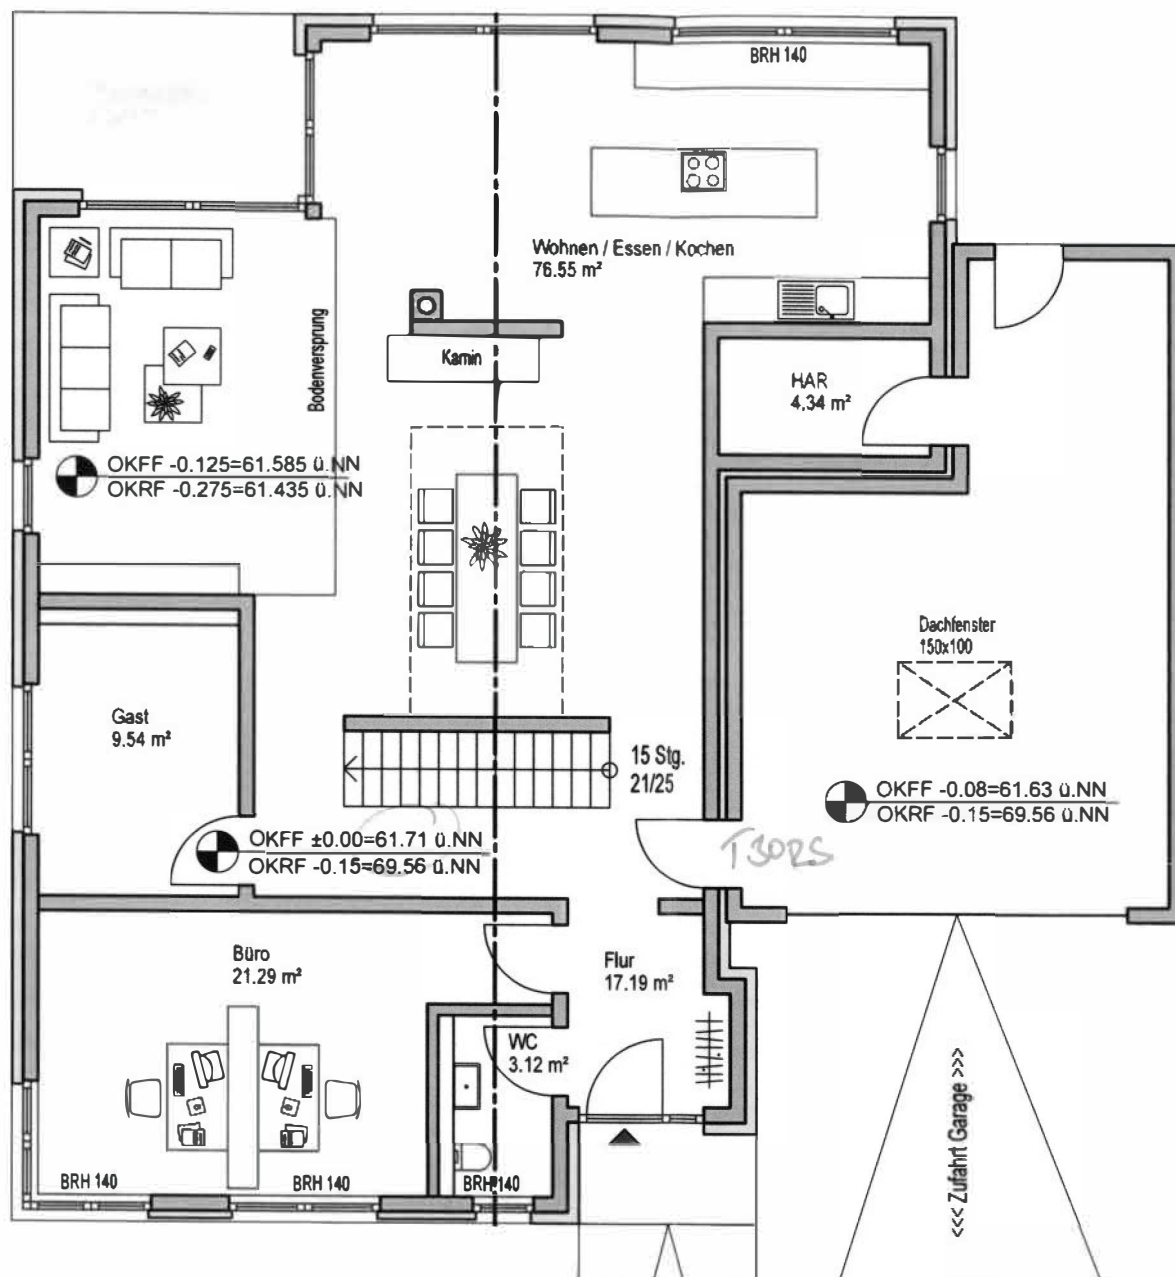 BRH 140
Wohnen / Essen / Kochen
76.55 m²
Kamin
Bodenversprung
HAR
4,34 m²
OKFF -0.125=61.585 ü.NN
OKRF -0.275=61.435 ü.NN
Dachfenster
150x100
Gast
9.54 m²
15 Stg.
21/25
OKFF -0.08=61.63 ü.NN
OKRF -0.15=69.56 ü.NN
OKFF ±0.00=61.71 ü.NN
OKRF -0.15=69.56 ü.NN
T30RS
Büro
21.29 m²
Flur
17.19 m²
WC
3.12 m²
<<< Zufahrt Garage >>>
BRH 140
BRH 140
BRH 140